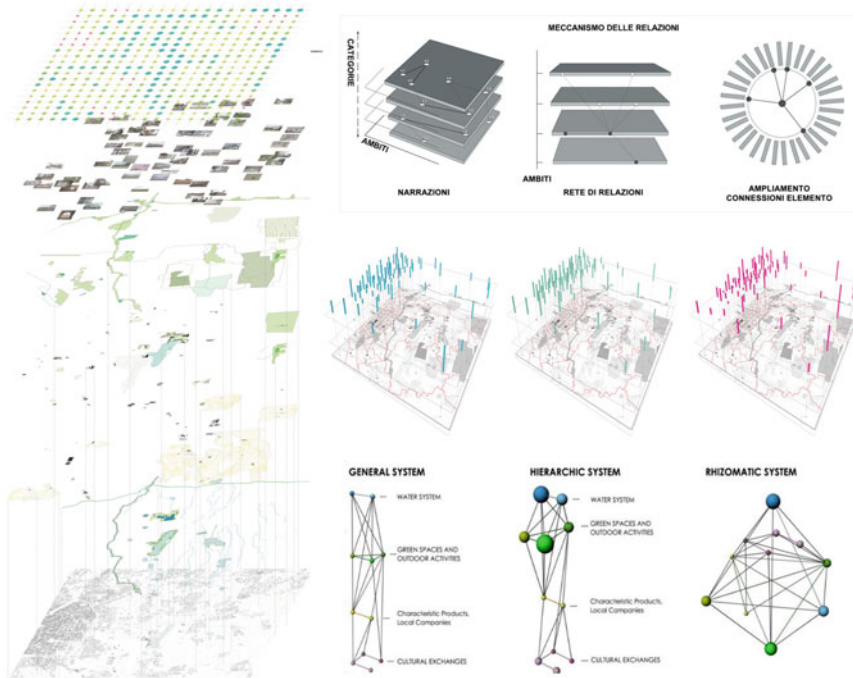 MECCANISMO DELLE RELAZIONI
CATEGORIE
AMBITI
AMBITI
NARRAZIONI
RETE DI RELAZIONI
AMPLIAMENTO
CONNESSIONI ELEMENTO
GENERAL SYSTEM
HIERARCHIC SYSTEM
RHIZOMATIC SYSTEM
WATER SYSTEM
GREEN SPACES AND
OUTDOOR ACTIVITIES
Characteristic Products,
Local Companies
CULTURAL EXCHANGES
WATER SYSTEM
GREEN SPACES AND
OUTDOOR ACTIVITIES
Characteristic Products,
Local Companies
CULTURAL EXCHANGES